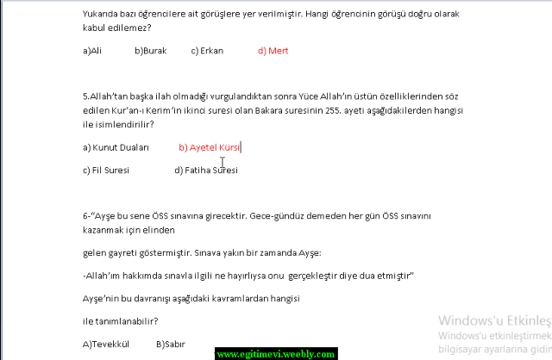 Yukarıda bazı öğrencilere ait görüşlere yer verilmiştir. Hangi öğrencinin görüşü doğru olarak
kabul edilemez?
a)Ali b)Burak c) Erkan d) Mert
5.Allah’tan başka ilah olmadığı vurgulandıktan sonra Yüce Allah’ın üstün özelliklerinden söz
edilen Kur’an-ı Kerim’in ikinci suresi olan Bakara suresinin 255. ayeti aşağıdakilerden hangisi
ile isimlendirilir?
a) Kunut Duaları b) Ayetel Kürsi
c) Fil Suresi d) Fatiha Suresi
6-“Ayşe bu sene ÖSS sınavına girecektir. Gece-gündüz demeden her gün ÖSS sınavını
kazanmak için elinden
gelen gayreti göstermiştir. Sınava yakın bir zamanda Ayşe:
-Allah’ım hakkımda sınavla ilgili ne hayırlıysa onu gerçekleştir diye dua etmiştir”
Ayşe’nin bu davranışı aşağıdaki kavramlardan hangisi
ile tanımlanabilir?
Windows'u Etkinleş
Windows'u etkinleştirmek
bilgisayar ayarlarına gidin
A)Tevekkül B)Sabır
www.egitimevi.weebly.com